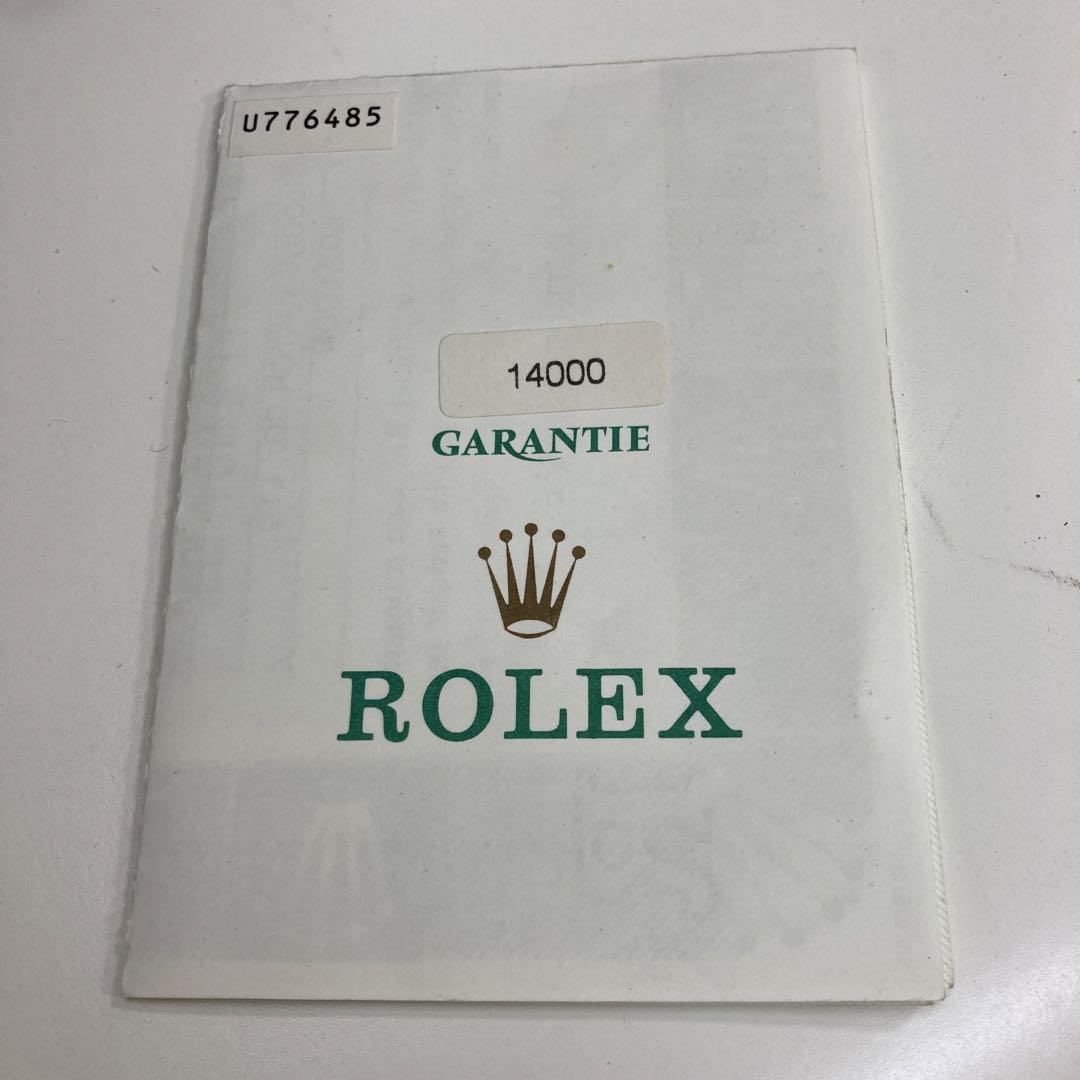 U776485
14000
GARANTIE
ROLEX